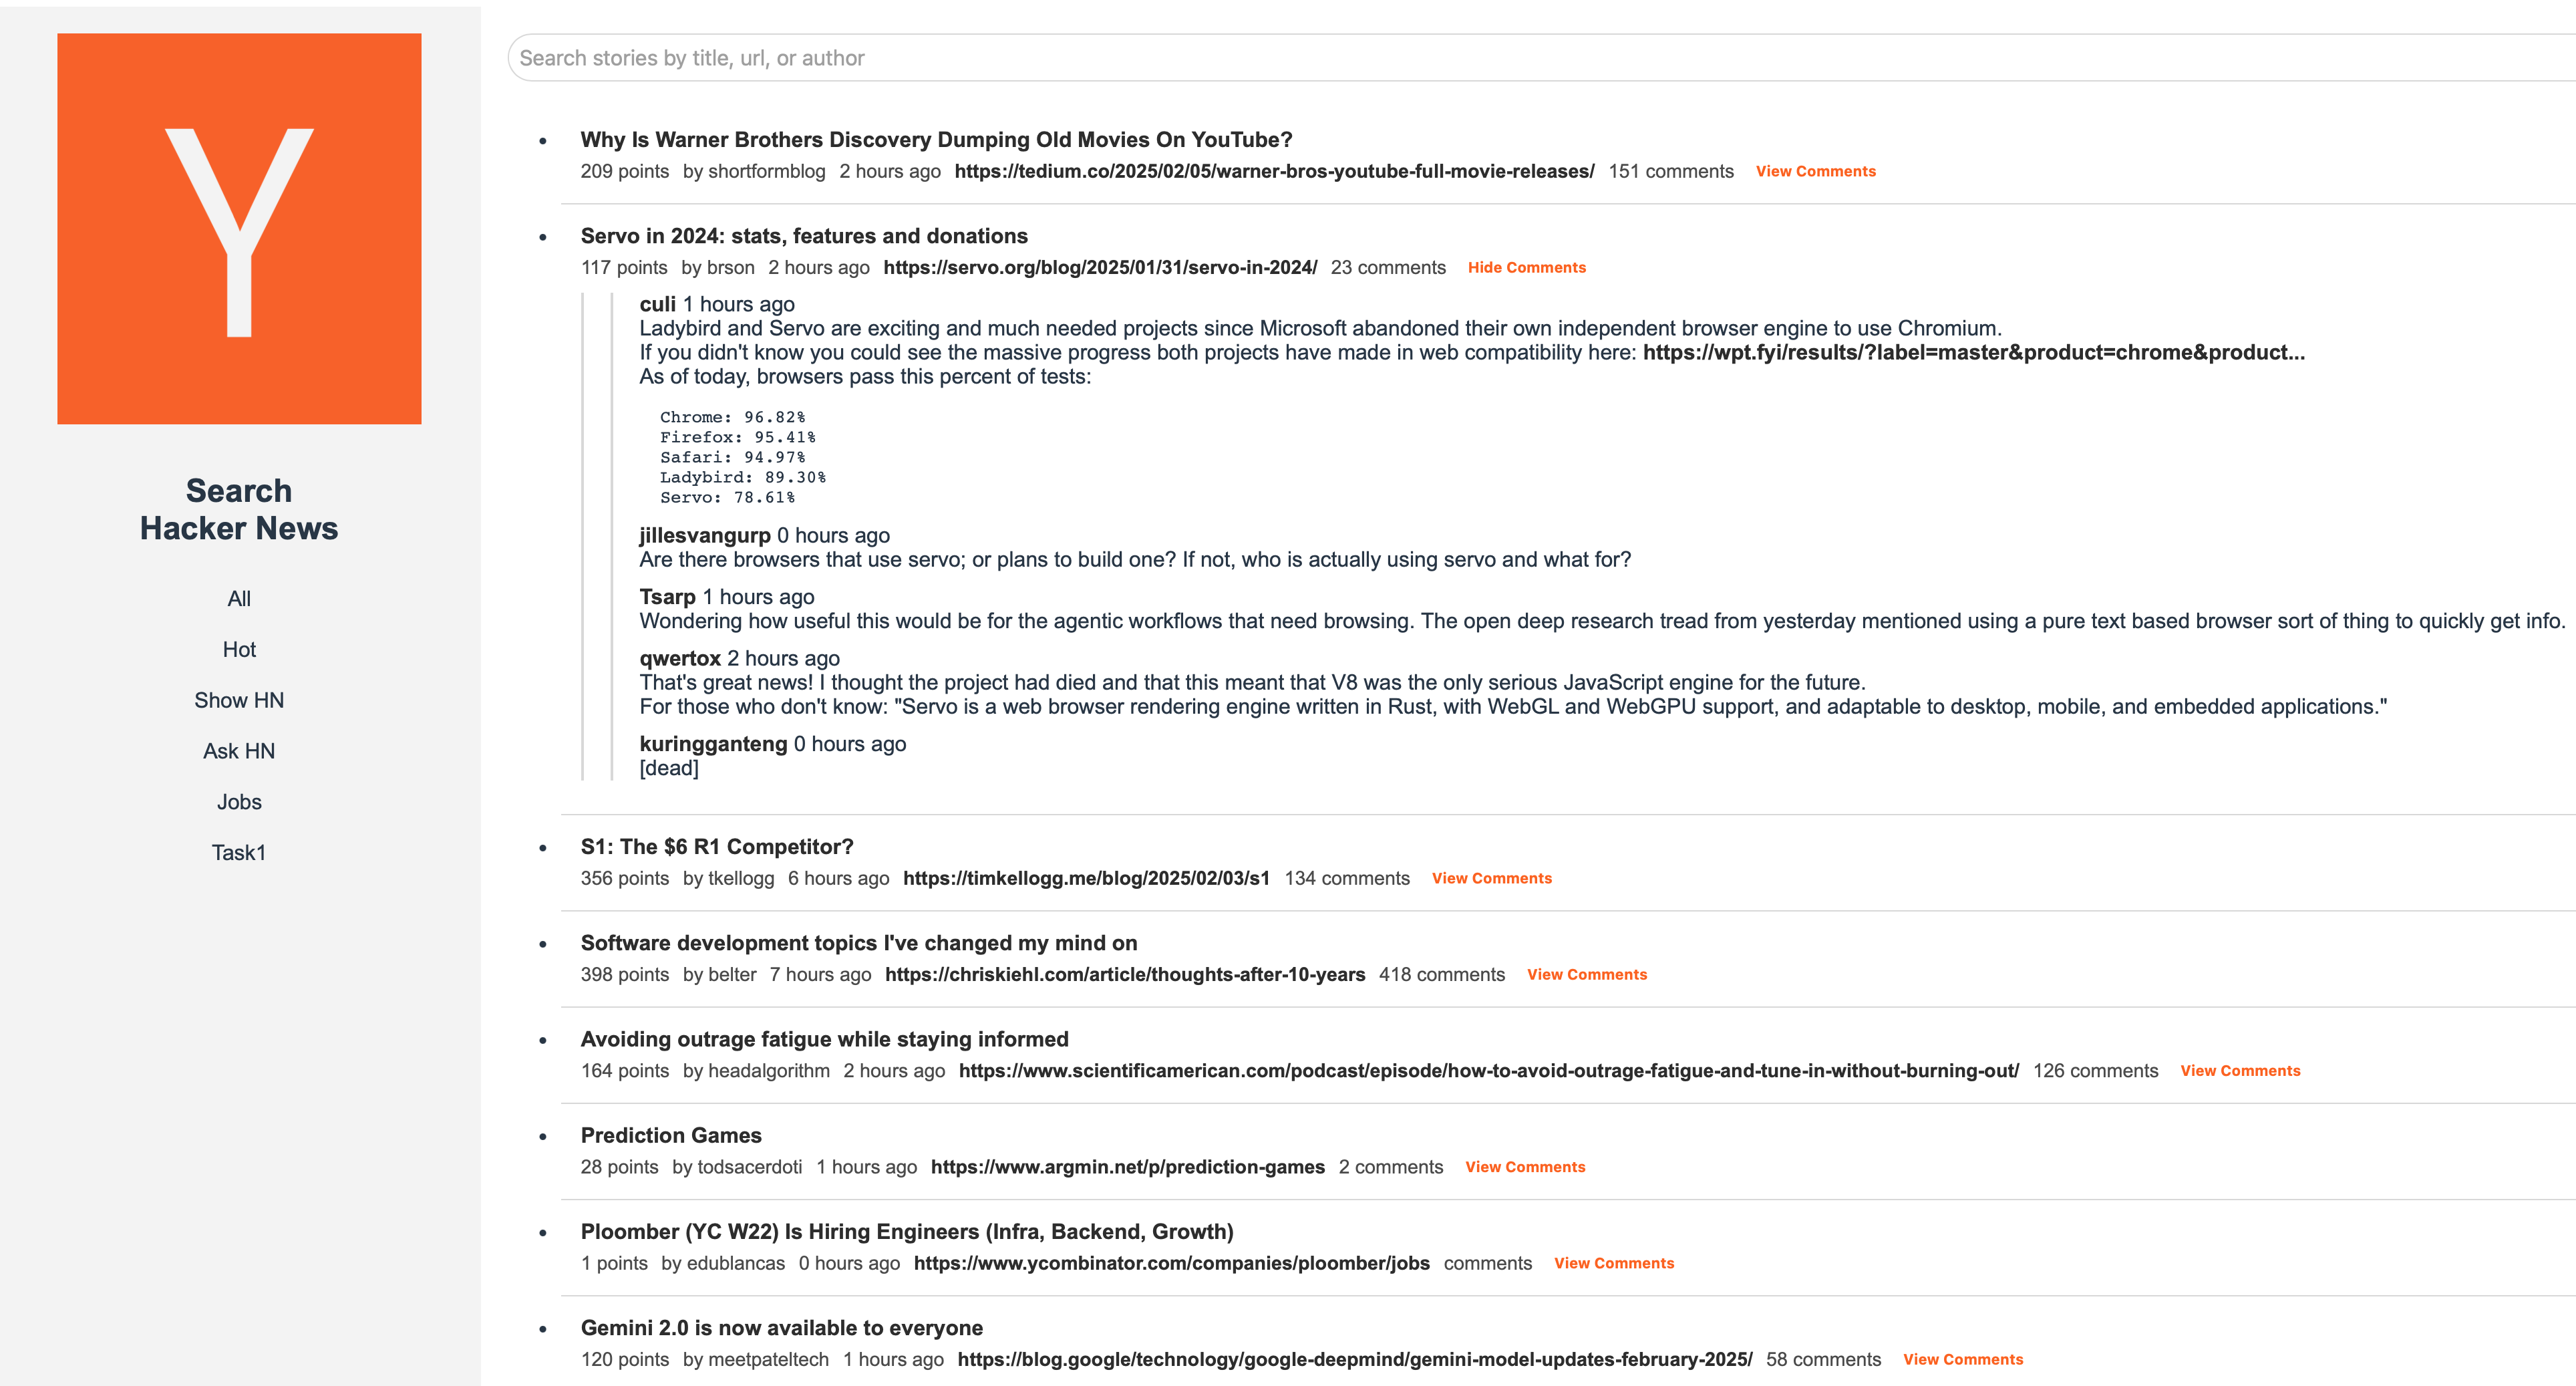 Y
Search
Hacker News
All
Hot
Show HN
Ask HN
Jobs
Task1
Search stories by title, url, or author
Why Is Warner Brothers Discovery Dumping Old Movies On YouTube?
209 points by shortformblog 2 hours ago https://tedium.co/2025/02/05/warner-bros-youtube-full-movie-releases/ 151 comments View Comments
Servo in 2024: stats, features and donations
117 points by brson 2 hours ago https://servo.org/blog/2025/01/31/servo-in-2024/ 23 comments Hide Comments
culi 1 hours ago
Ladybird and Servo are exciting and much needed projects since Microsoft abandoned their own independent browser engine to use Chromium.
If you didn't know you could see the massive progress both projects have made in web compatibility here: https://wpt.fyi/results/?label=master&product=chrome&product...
As of today, browsers pass this percent of tests:
Chrome: 96.82%
Firefox: 95.41%
Safari: 94.97%
Ladybird: 89.30%
Servo: 78.61%
jillesvangurp 0 hours ago
Are there browsers that use servo; or plans to build one? If not, who is actually using servo and what for?
Tsarp 1 hours ago
Wondering how useful this would be for the agentic workflows that need browsing. The open deep research tread from yesterday mentioned using a pure text based browser sort of thing to quickly get info.
qwertox 2 hours ago
That's great news! I thought the project had died and that this meant that V8 was the only serious JavaScript engine for the future.
For those who don't know: "Servo is a web browser rendering engine written in Rust, with WebGL and WebGPU support, and adaptable to desktop, mobile, and embedded applications."
kuringganteng 0 hours ago
[dead]
S1: The $6 R1 Competitor?
356 points by tkellogg 6 hours ago https://timkellogg.me/blog/2025/02/03/s1 134 comments View Comments
Software development topics I've changed my mind on
398 points by belter 7 hours ago https://chriskiehl.com/article/thoughts-after-10-years 418 comments View Comments
Avoiding outrage fatigue while staying informed
164 points by headalgorithm 2 hours ago https://www.scientificamerican.com/podcast/episode/how-to-avoid-outrage-fatigue-and-tune-in-without-burning-out/ 126 comments View Comments
Prediction Games
28 points by todsacerdoti 1 hours ago https://www.argmin.net/p/prediction-games 2 comments View Comments
Ploomber (YC W22) Is Hiring Engineers (Infra, Backend, Growth)
1 points by edublancas 0 hours ago https://www.ycombinator.com/companies/ploomber/jobs comments View Comments
Gemini 2.0 is now available to everyone
120 points by meetpateltech 1 hours ago https://blog.google/technology/google-deepmind/gemini-model-updates-february-2025/ 58 comments View Comments